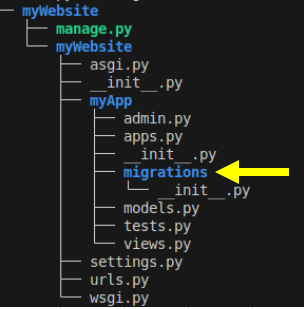 myWebsite
manage.py
myWebsite
asgi.py
__init__.py
myApp
admin.py
apps.py
__init__.py
migrations
__init__.py
models.py
tests.py
views.py
settings.py
urls.py
wsgi.py